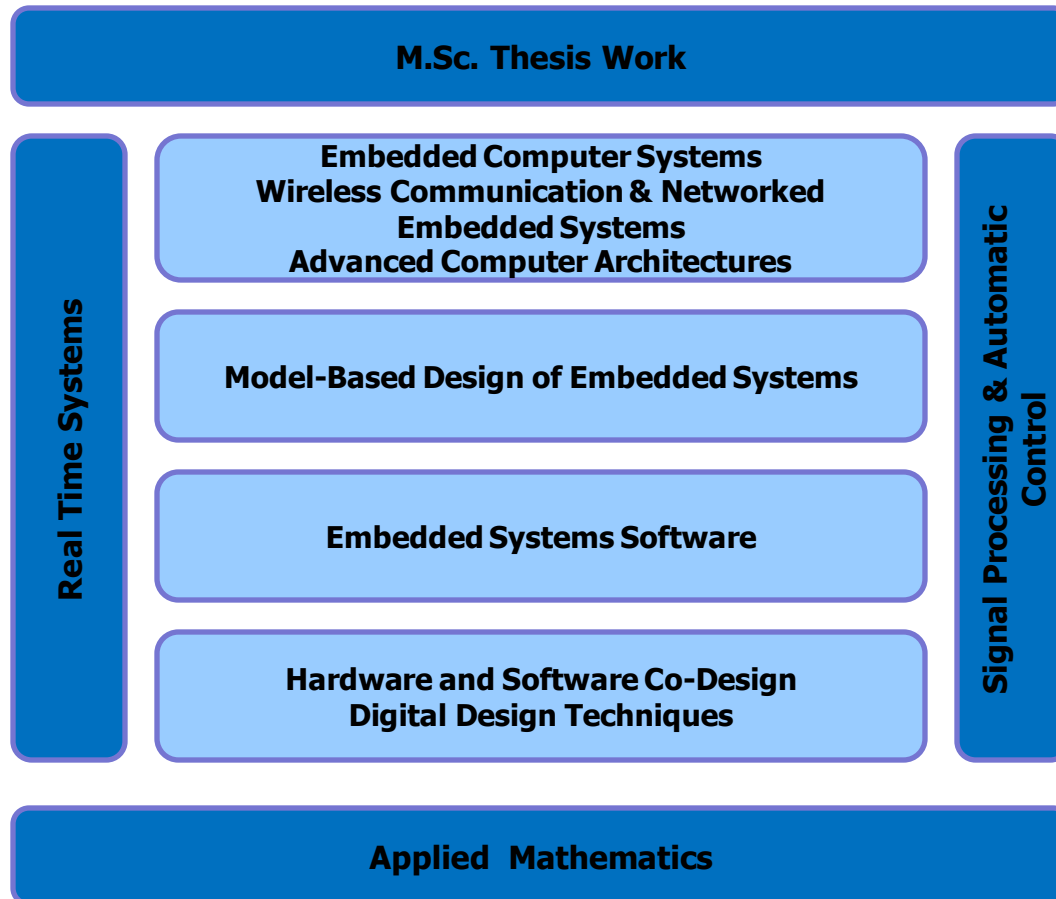 M.Sc. Thesis Work
Real Time Systems
Embedded Computer Systems
Wireless Communication & Networked
Embedded Systems
Advanced Computer Architectures
Model-Based Design of Embedded Systems
Embedded Systems Software
Hardware and Software Co-Design
Digital Design Techniques
Signal Processing & Automatic
Control
Applied Mathematics